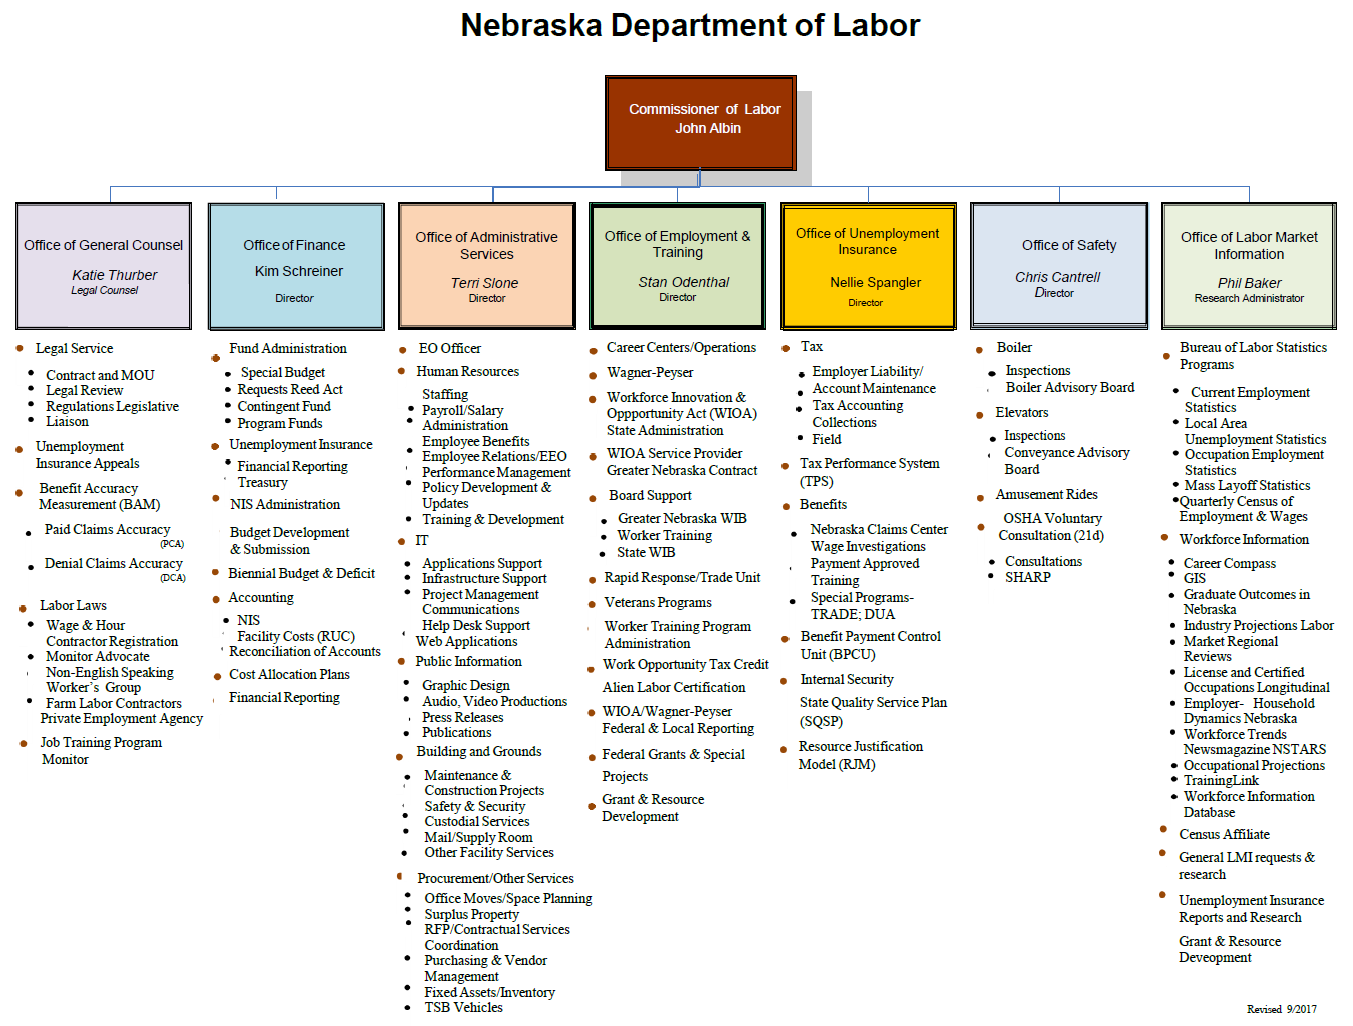 Nebraska Department of Labor
Commissioner of Labor
John Albin
Office of General Counsel
Katie Thurber
Legal Counsel
Legal Service
Contract and MOU
Legal Review
Regulations Legislative
Liaison
Unemployment
Insurance Appeals
Benefit Accuracy
Measurement (BAM)
Paid Claims Accuracy
(PCA)
Denial Claims Accuracy
(DCA)
Labor Laws
Wage & Hour
Contractor Registration
Monitor Advocate
Non-English Speaking
Worker's Group
Farm Labor Contractors
Private Employment Agency
Job Training Program
Monitor
Office of Finance
Kim Schreiner
Director
Fund Administration
Special Budget
Requests Reed Act
Contingent Fund
Program Funds
Unemployment Insurance
Financial Reporting
Treasury
NIS Administration
Budget Development
& Submission
Biennial Budget & Deficit
Accounting
NIS
Facility Costs (RUC)
Reconciliation of Accounts
Cost Allocation Plans
Financial Reporting
Office of Administrative
Services
Terri Slone
Director
EO Officer
Human Resources
Staffing
Payroll/Salary
Administration
Employee Benefits
Employee Relations/EEO
Performance Management
Policy Development &
Updates
Training & Development
IT
Applications Support
Infrastructure Support
Project Management
Communications
Help Desk Support
Web Applications
Public Information
Graphic Design
Audio, Video Productions
Press Releases
Publications
Building and Grounds
Maintenance &
Construction Projects
Safety & Security
Custodial Services
Mail/Supply Room
Other Facility Services
Procurement/Other Services
Office Moves/Space Planning
Surplus Property
RFP/Contractual Services
Coordination
Purchasing & Vendor
Management
Fixed Assets/Inventory
TSB Vehicles
Office of Employment &
Training
Stan Odenthal
Director
Career Centers/Operations
Wagner-Peyser
Workforce Innovation &
Oppportunity Act (WIOA)
State Administration
WIOA Service Provider
Greater Nebraska Contract
Board Support
Greater Nebraska WIB
Worker Training
State WIB
Rapid Response/Trade Unit
Veterans Programs
Worker Training Program
Administration
Work Opportunity Tax Credit
Alien Labor Certification
WIOA/Wagner-Peyser
Federal & Local Reporting
Federal Grants & Special
Projects
Grant & Resource
Development
Office of Unemployment
Insurance
Nellie Spangler
Director
Tax
Employer Liability/
Account Maintenance
Tax Accounting
Collections
Field
Tax Performance System
(TPS)
Benefits
Nebraska Claims Center
Wage Investigations
Payment Approved
Training
Special Programs-
TRADE; DUA
Benefit Payment Control
Unit (BPCU)
Internal Security
State Quality Service Plan
(SQSP)
Resource Justification
Model (RJM)
Office of Safety
Chris Cantrell
Director
Boiler
Inspections
Boiler Advisory Board
Elevators
Inspections
Conveyance Advisory
Board
Amusement Rides
OSHA Voluntary
Consultation (21d)
Consultations
SHARP
Office of Labor Market
Information
Phil Baker
Research Administrator
Bureau of Labor Statistics
Programs
Current Employment
Statistics
Local Area
Unemployment Statistics
Occupation Employment
Statistics
Mass Layoff Statistics
Quarterly Census of
Employment & Wages
Workforce Information
Career Compass
GIS
Graduate Outcomes in
Nebraska
Industry Projections Labor
Market Regional
Reviews
License and Certified
Occupations Longitudinal
Employer- Household
Dynamics Nebraska
Workforce Trends
Newsmagazine NSTARS
Occupational Projections
TrainingLink
Workforce Information
Database
Census Affiliate
General LMI requests &
research
Unemployment Insurance
Reports and Research
Grant & Resource
Deveopment
Revised 9/2017